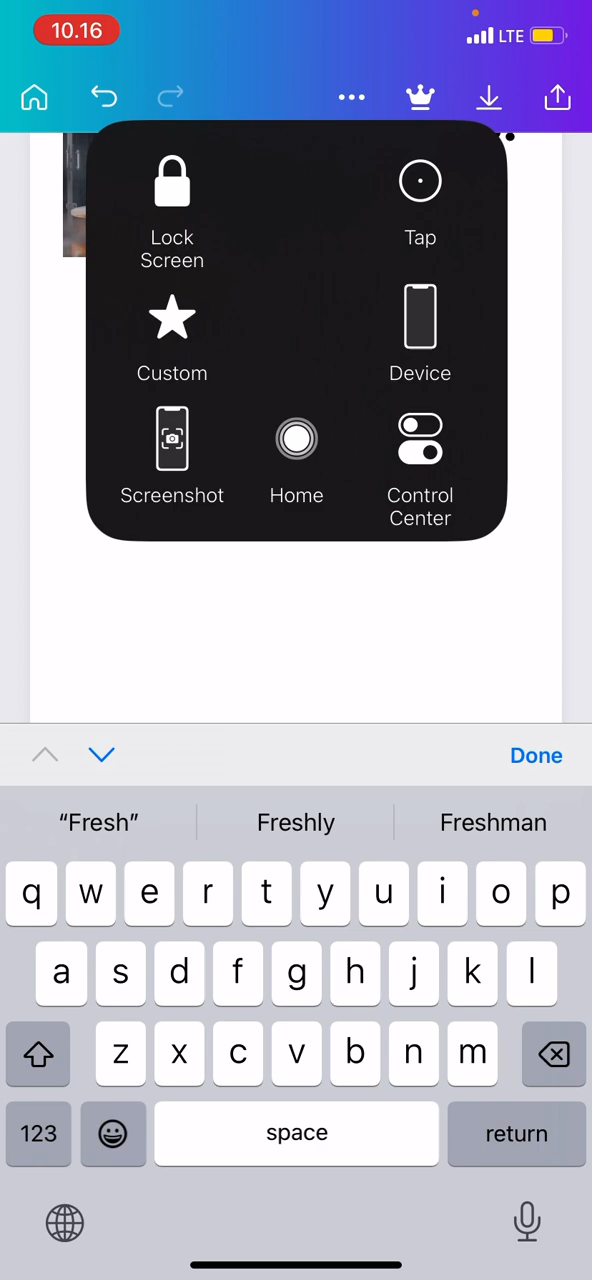 10.16
LTE
Lock
Screen
Tap
Custom
Device
Screenshot
Home
Control
Center
Done
“Fresh”
Freshly
Freshman
q w e r t y u i o p
a s d f g h j k l
z x c v b n m
123
space
return